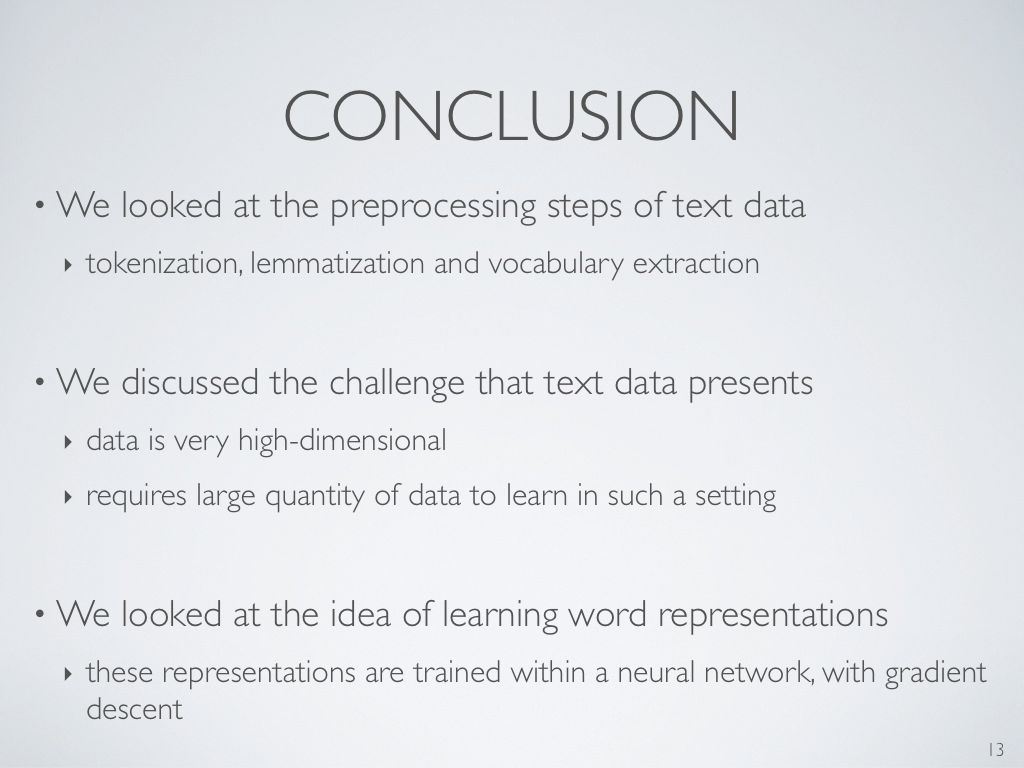 CONCLUSION
• We looked at the preprocessing steps of text data
‣ tokenization, lemmatization and vocabulary extraction
• We discussed the challenge that text data presents
‣ data is very high-dimensional
‣ requires large quantity of data to learn in such a setting
• We looked at the idea of learning word representations
‣ these representations are trained within a neural network, with gradient
descent
13